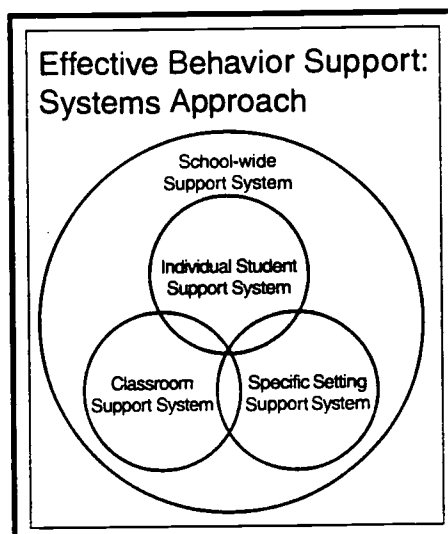 Effective Behavior Support:
Systems Approach
School-wide
Support System
Individual Student
Support System
Classroom
Support System
Specific Setting
Support System